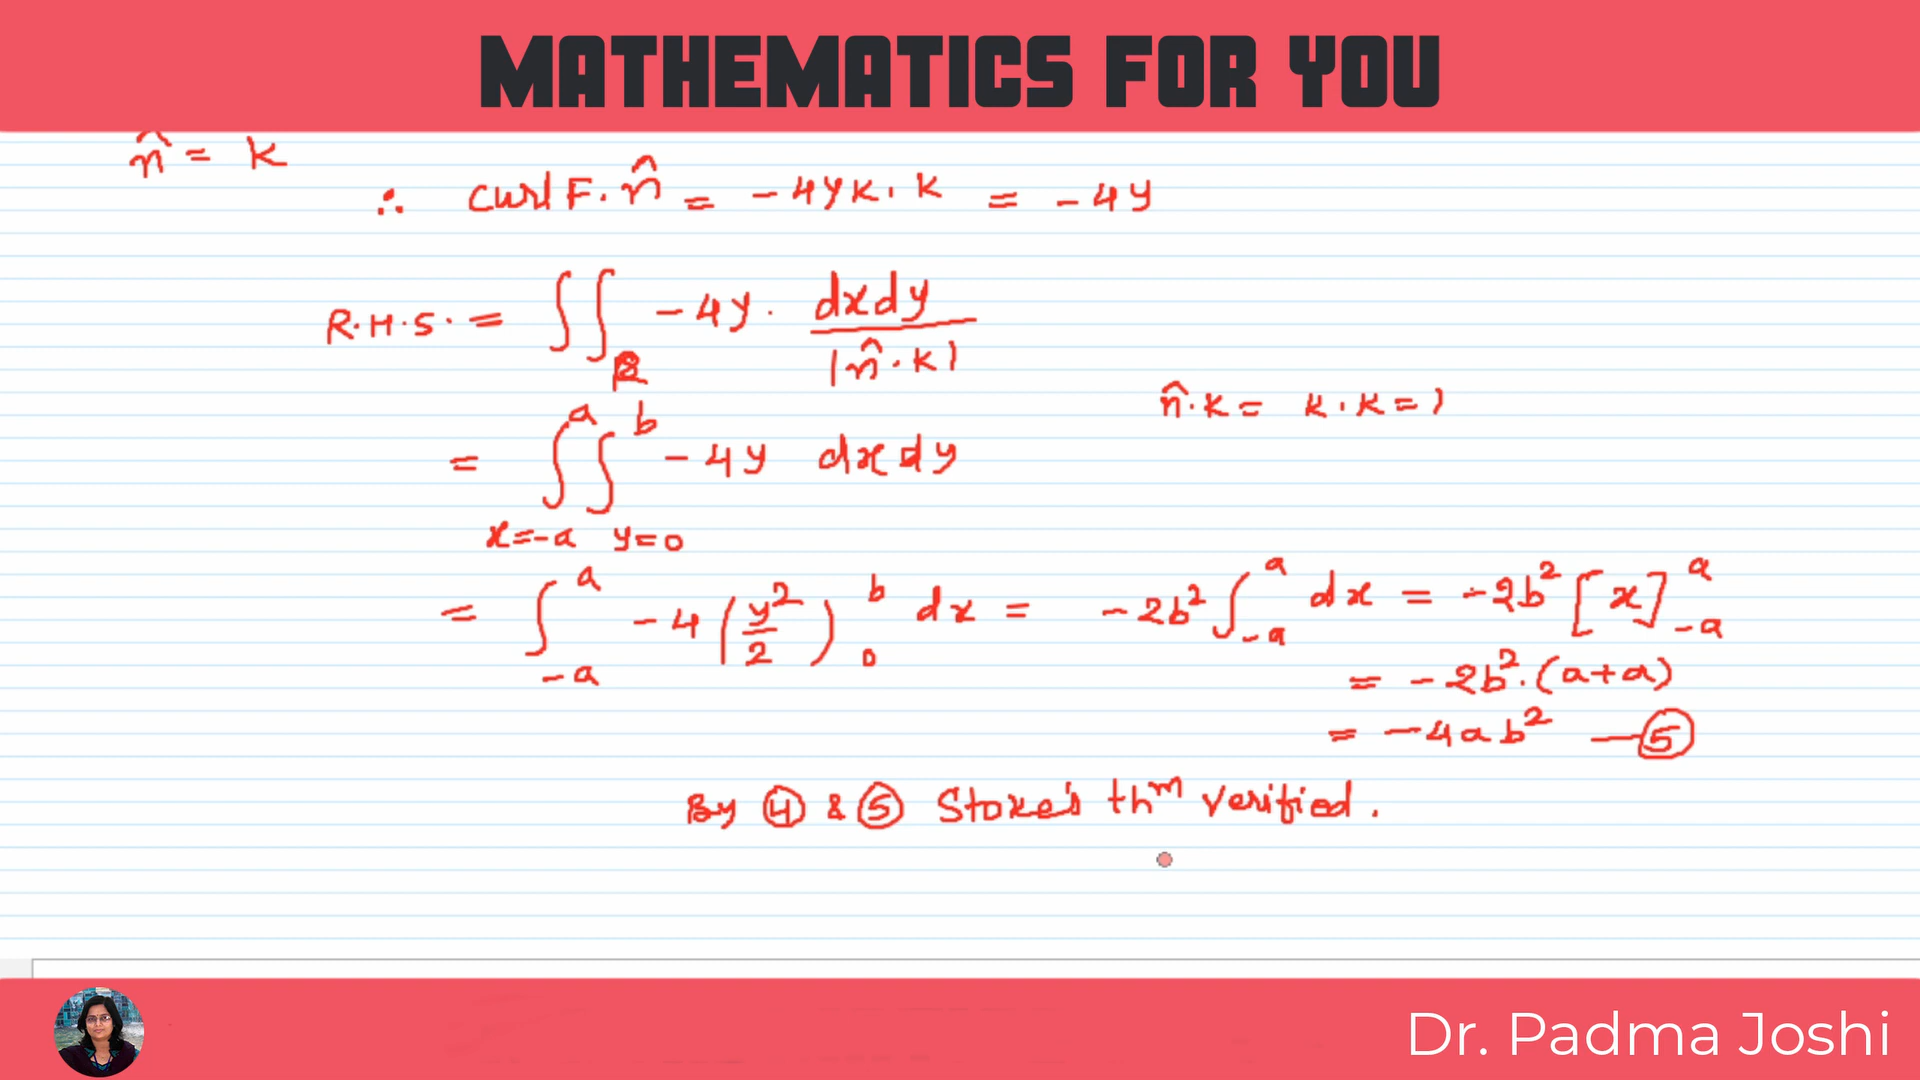 MATHEMATICS FOR YOU
n̂ = k
∴ Curl F. n̂ = -4yk. k = -4y
R.H.S. = ∫∫_R -4y. dxdy / |n̂.k|
n̂.k = k.k = 1
= ∫_{x=-a}^{a} ∫_{y=0}^{b} -4y dxdy
= ∫_{-a}^{a} -4 (y²/2)_0^b dx = -2b² ∫_{-a}^{a} dx = -2b² [x]_{-a}^{a}
= -2b². (a+a)
= -4ab² —⑤
By ④ & ⑤ Stoke's thm verified.
Dr. Padma Joshi